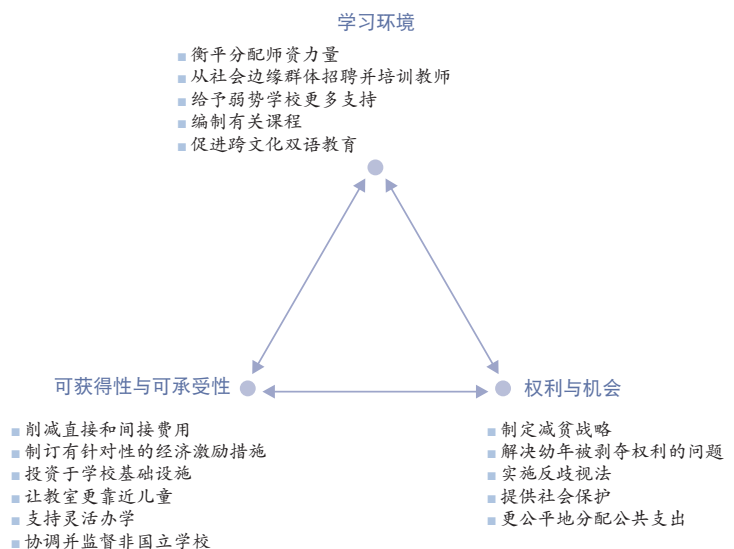 学习环境
■ 衡平分配师资力量
■ 从社会边缘群体招聘并培训教师
■ 给予弱势学校更多支持
■ 编制有关课程
■ 促进跨文化双语教育
可获得性与可承受性
■ 削减直接和间接费用
■ 制订有针对性的经济激励措施
■ 投资于学校基础设施
■ 让教室更靠近儿童
■ 支持灵活办学
■ 协调并监督非国立学校
权利与机会
■ 制定减贫战略
■ 解决幼年被剥夺权利的问题
■ 实施反歧视法
■ 提供社会保护
■ 更公平地分配公共支出